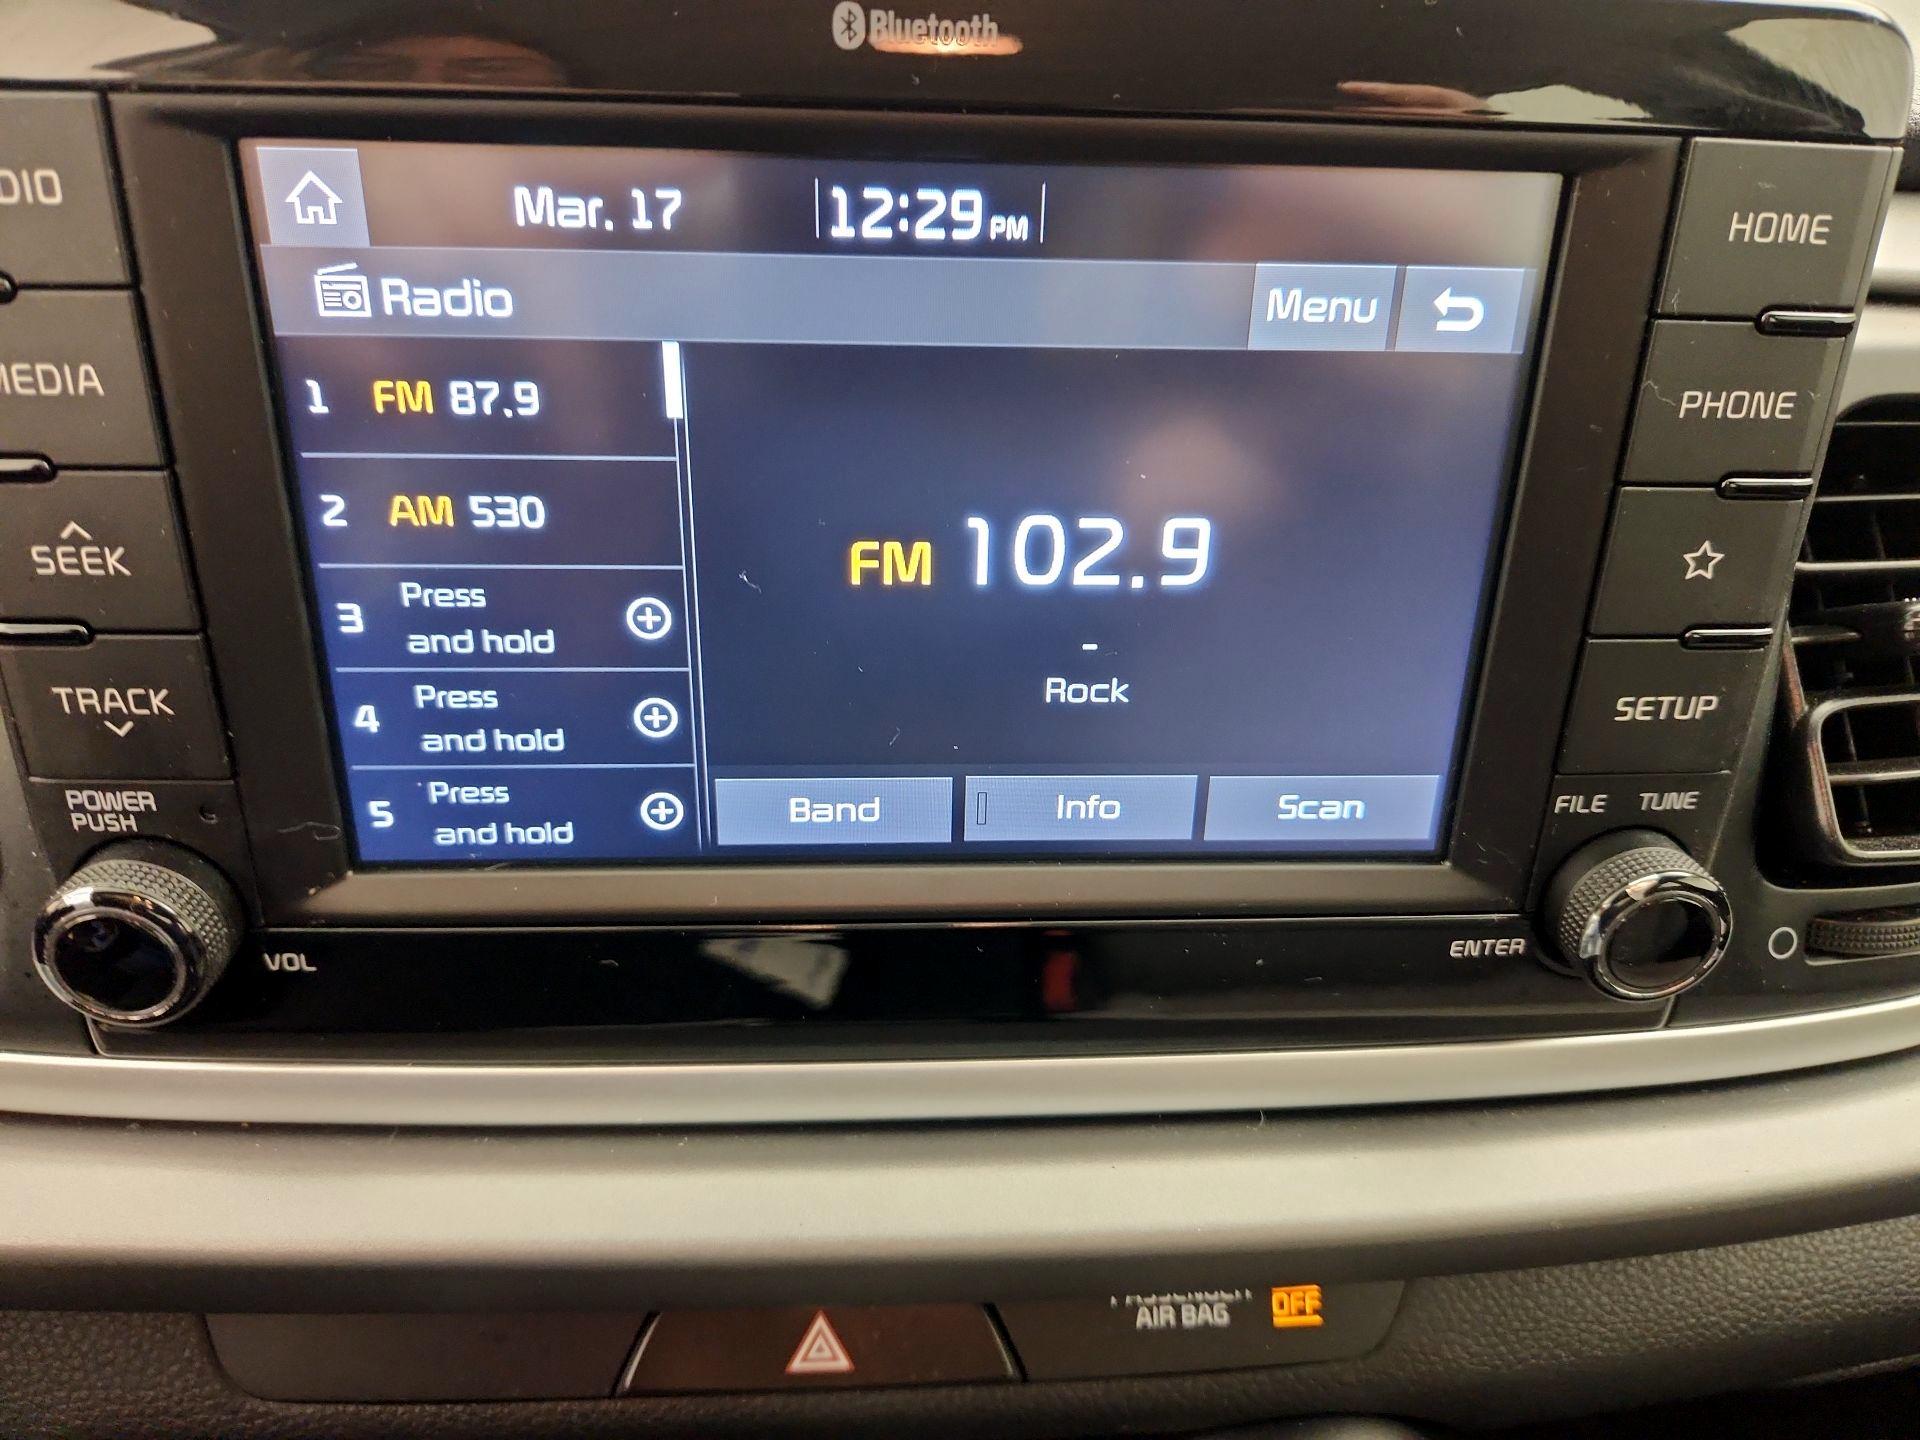 Bluetooth
Mar. 17 12:29 PM
Radio Menu
1 FM 87.9
2 AM 530
3 Press and hold
4 Press and hold
5 Press and hold
FM 102.9
-
Rock
Band Info Scan
MEDIA
SEEK
TRACK
POWER
PUSH
VOL
HOME
PHONE
SETUP
FILE TUNE
ENTER
AIR BAG OFF